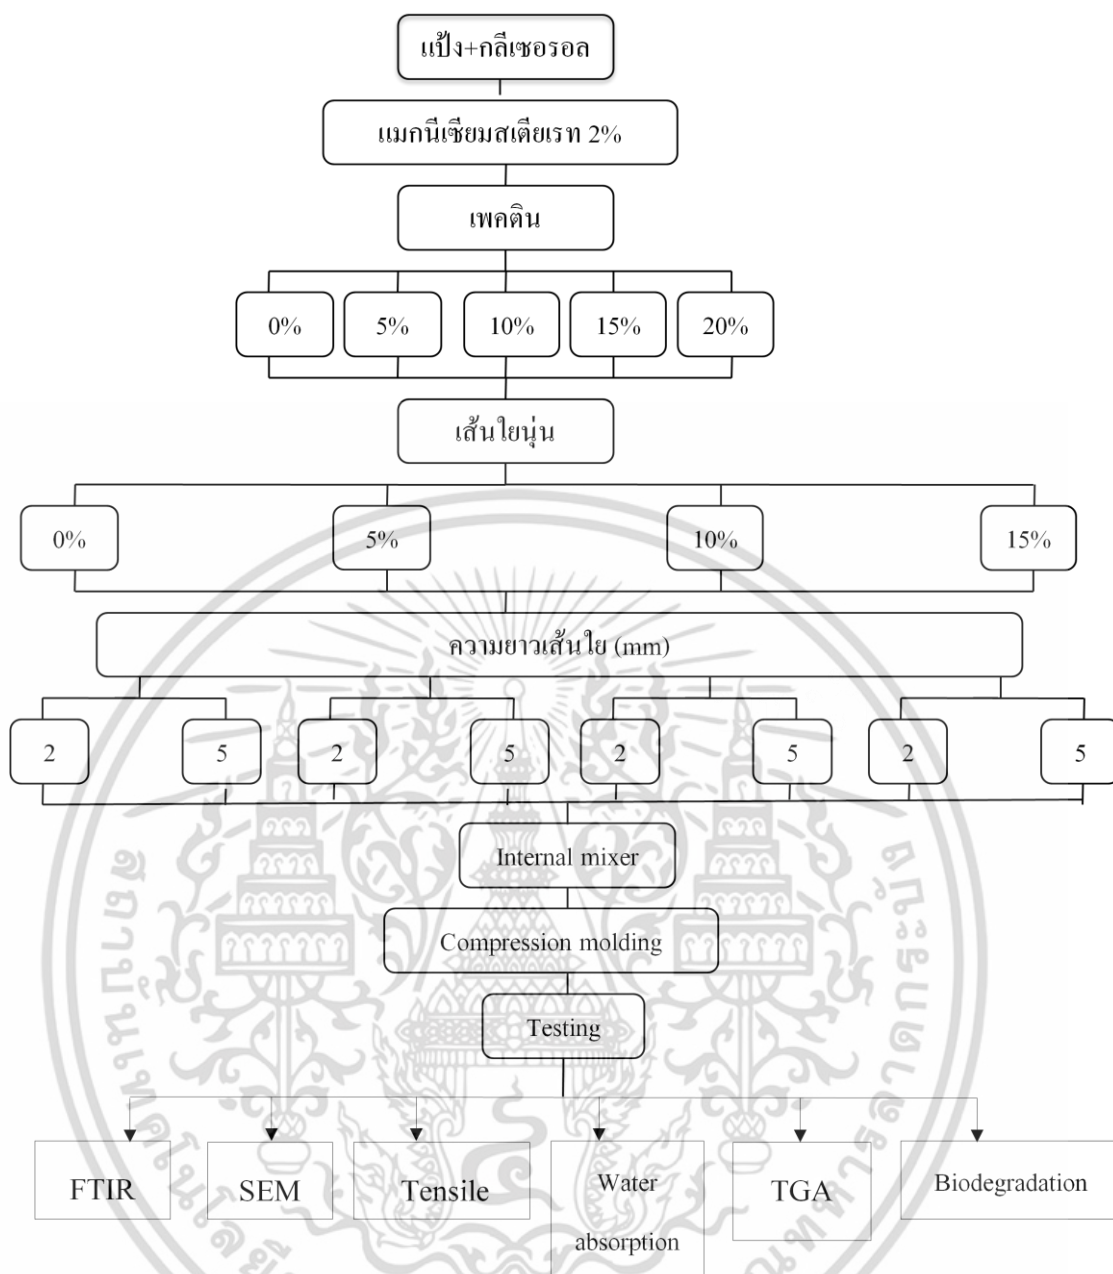 แป้ง+กลีเซอรอล
แมกนีเซียมสเตียเรท 2%
เพคติน
0% 5% 10% 15% 20%
เส้นใยนุ่น
0% 5% 10% 15%
ความยาวเส้นใย (mm)
2 5 2 5 2 5 2 5
Internal mixer
Compression molding
Testing
FTIR SEM Tensile Water TGA Biodegradation
absorption